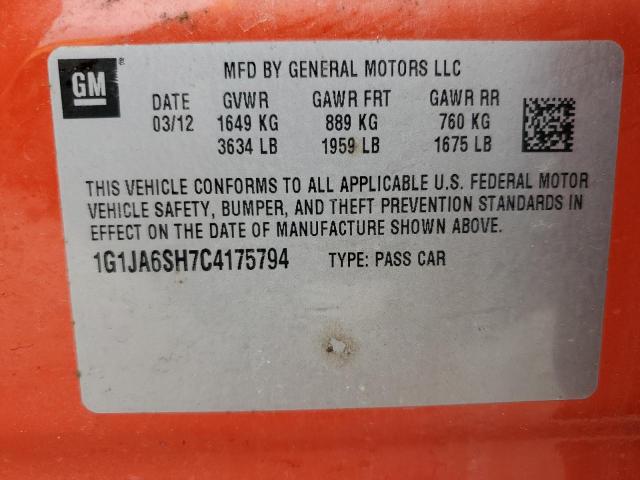 GM ®
MFD BY GENERAL MOTORS LLC
DATE GVWR GAWR FRT GAWR RR
03/12 1649 KG 889 KG 760 KG
3634 LB 1959 LB 1675 LB
THIS VEHICLE CONFORMS TO ALL APPLICABLE U.S. FEDERAL MOTOR
VEHICLE SAFETY, BUMPER, AND THEFT PREVENTION STANDARDS IN
EFFECT ON THE DATE OF MANUFACTURE SHOWN ABOVE.
1G1JA6SH7C4175794 TYPE: PASS CAR